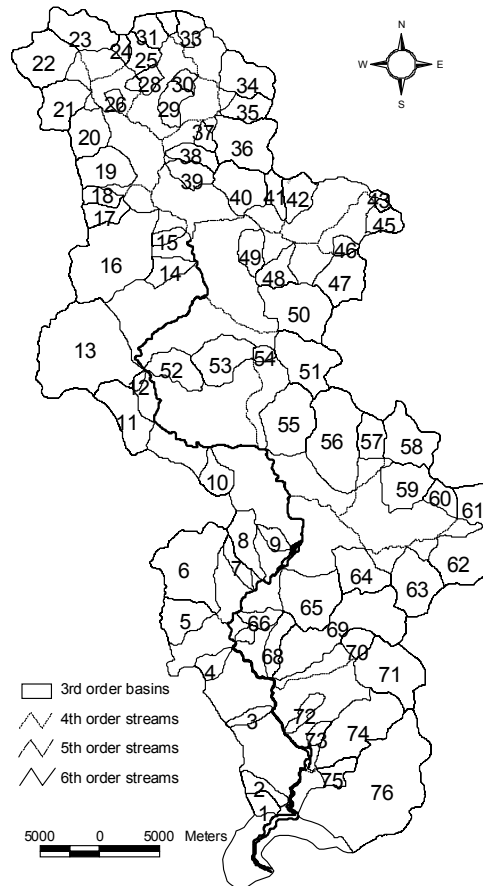 N
W E
S
31 33
23 24 25
22 28 30 34
21 26 29 35
20 37 36
38
19 39
18 40 41 42 43
17 45
15 49 46
16 14 48 47
50
13 52 53 54 51
12
11 55 56 57 58
10 59 60 61
8 9
6 7 64 62
63
5 66 65
69
4 68 70 71
3rd order basins
4th order streams
5th order streams
6th order streams
3 72 74
73
75 76
2
1
5000 0 5000 Meters